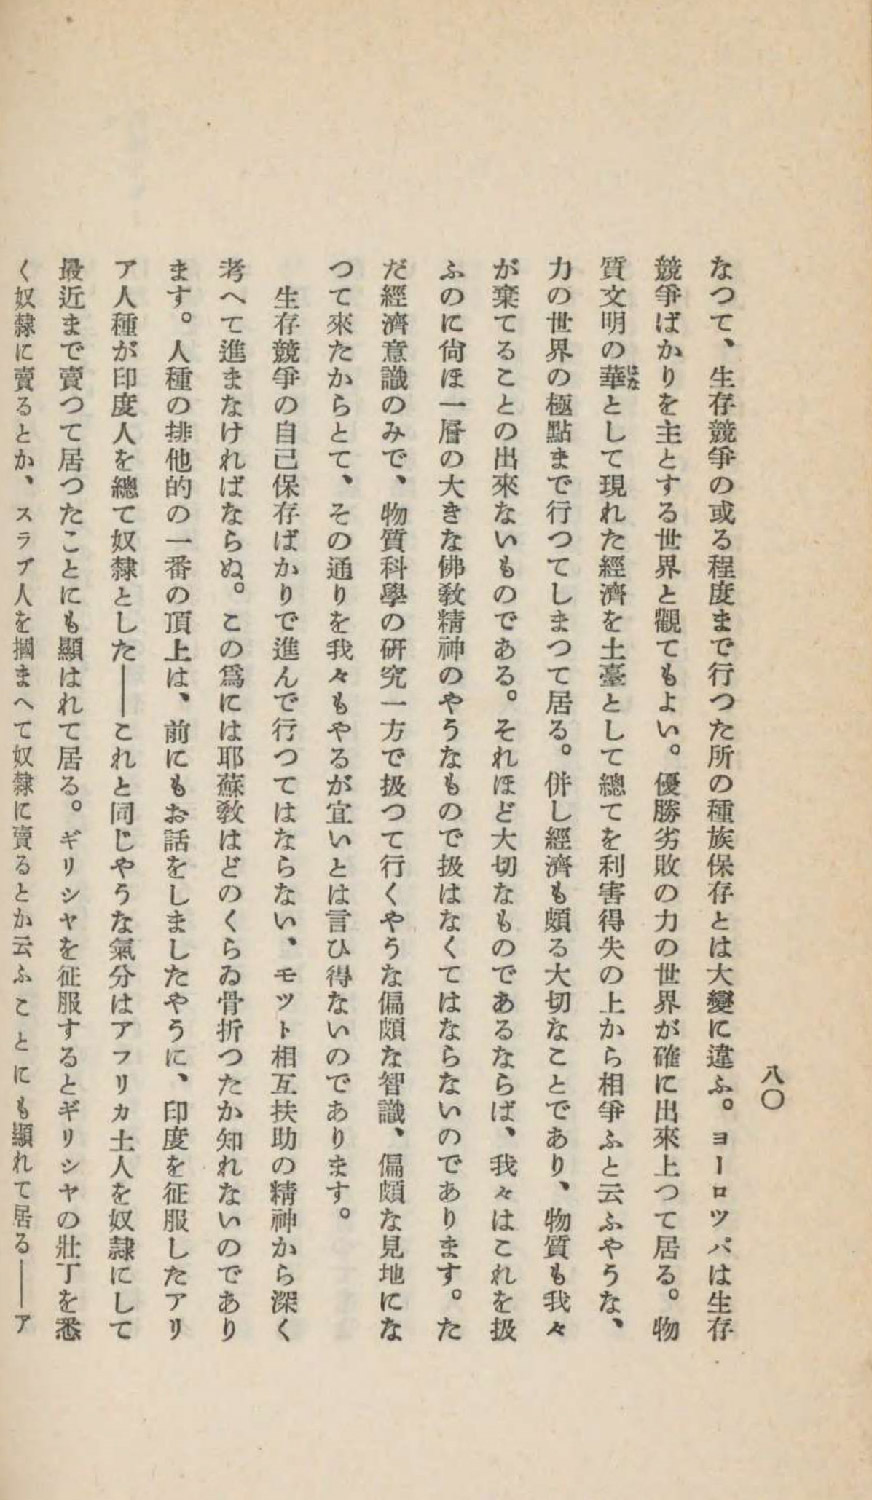 八〇
なつて、生存競爭の或る程度まで行つた所の種族保存とは大變に違ふ。ヨーロツパは生存
競爭ばかりを主とする世界と觀てもよい。優勝劣敗の力の世界が確に出來上つて居る。物
質文明の華はなとして現れた經濟を土臺として總てを利害得失の上から相爭ふと云ふやうな、
力の世界の極點まで行つてしまつて居る。併し經濟も頗る大切なことであり、物質も我々
が棄てることの出來ないものである。それほど大切なものであるならば、我々はこれを扱
ふのに尙ほ一層の大きな佛敎精神のやうなもので扱はなくてはならないのであります。た
だ經濟意識のみで、物質科學の硏究一方で扱つて行くやうな偏頗な智識、偏頗な見地にな
つて來たからとて、その通りを我々もやるが宜いとは言ひ得ないのであります。
生存競爭の自己保存ばかりで進んで行つてはならない、モツト相互扶助の精神から深く
考へて進まなければならぬ。この爲には耶蘇敎はどのくらゐ骨折つたか知れないのであり
ます。人種の排他的の一番の頂上は、前にもお話をしましたやうに、印度を征服したアリ
ア人種が印度人を總て奴隸とした――これと同じやうな氣分はアフリカ土人を奴隸にして
最近まで賣つて居つたことにも顯はれて居る。ギリシヤを征服するとギリシヤの壯丁を悉
く奴隸に賣るとか、スラブ人を摑まへて奴隸に賣るとか云ふことにも顯れて居る――ア